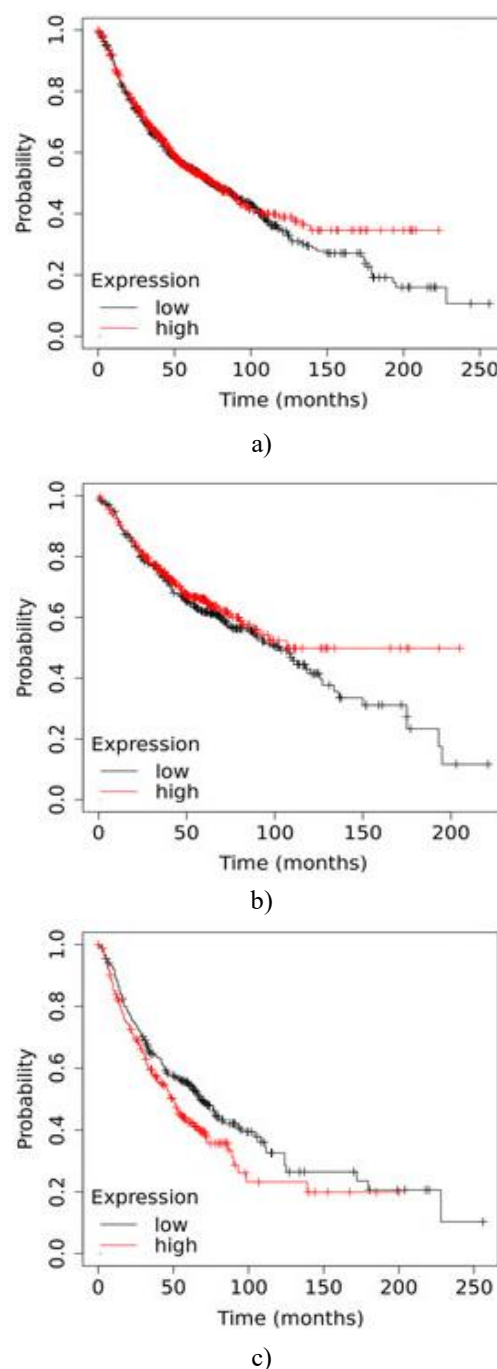 Probability
1.0
0.8
0.6
0.4
0.2
0.0
Expression
low
high
0 50 100 150 200 250
Time (months)
a)
Probability
1.0
0.8
0.6
0.4
0.2
0.0
Expression
low
high
0 50 100 150 200
Time (months)
b)
Probability
1.0
0.8
0.6
0.4
0.2
0.0
Expression
low
high
0 50 100 150 200 250
Time (months)
c)